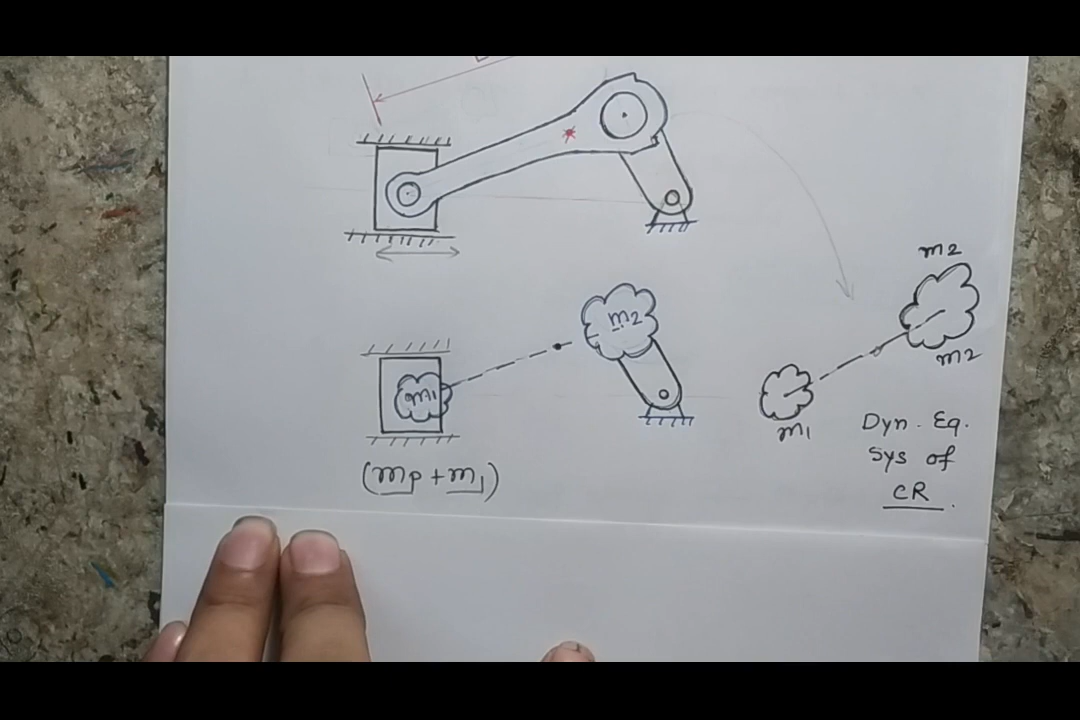 m2
m2
m1
m2
m1
Dyn. Eq.
Sys of
CR.
(mp + m1)